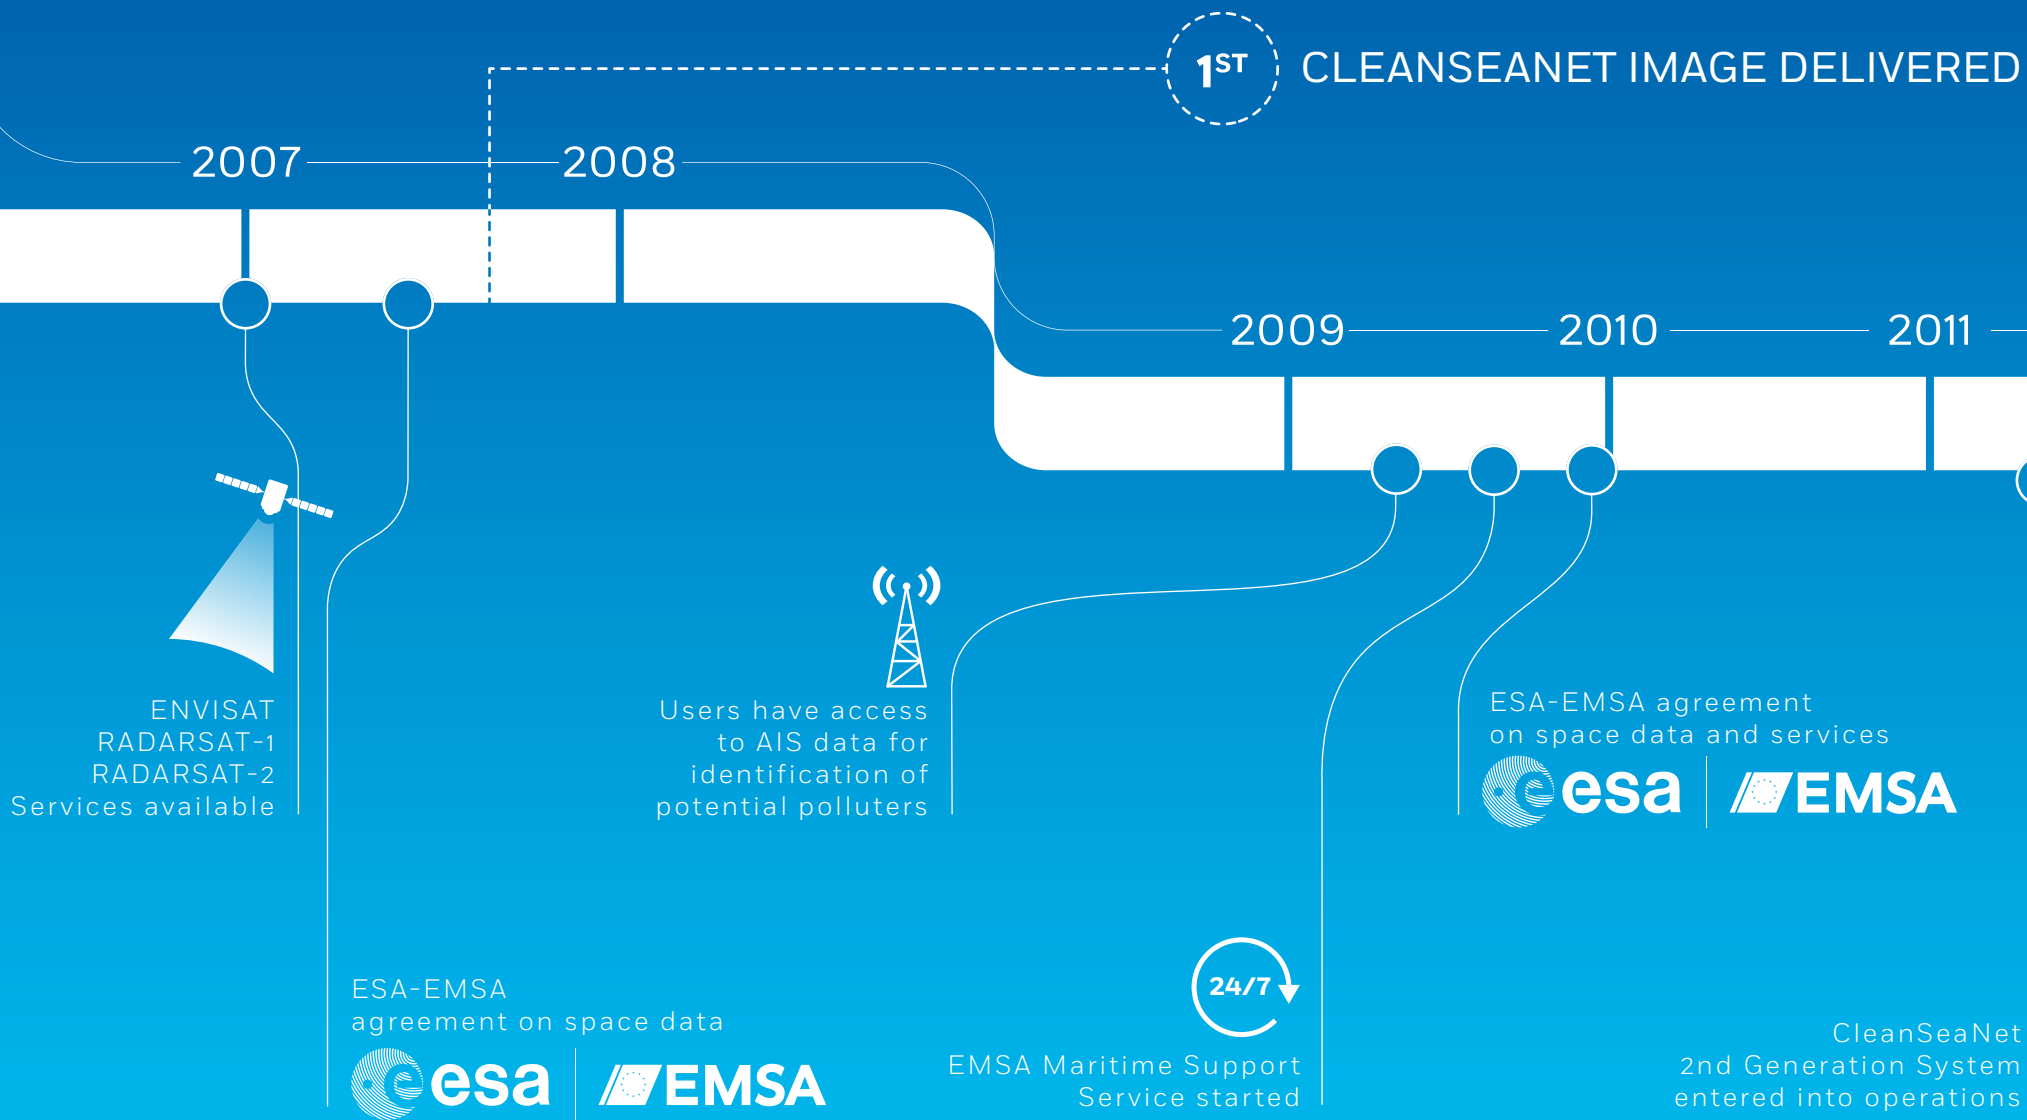 1ST CLEANSEANET IMAGE DELIVERED
2007
2008
2009
2010
2011
ENVISAT
RADARSAT-1
RADARSAT-2
Services available
ESA-EMSA
agreement on space data
esa
EMSA
Users have access
to AIS data for
identification of
potential polluters
24/7
EMSA Maritime Support
Service started
ESA-EMSA agreement
on space data and services
esa
EMSA
CleanSeaNet
2nd Generation System
entered into operations